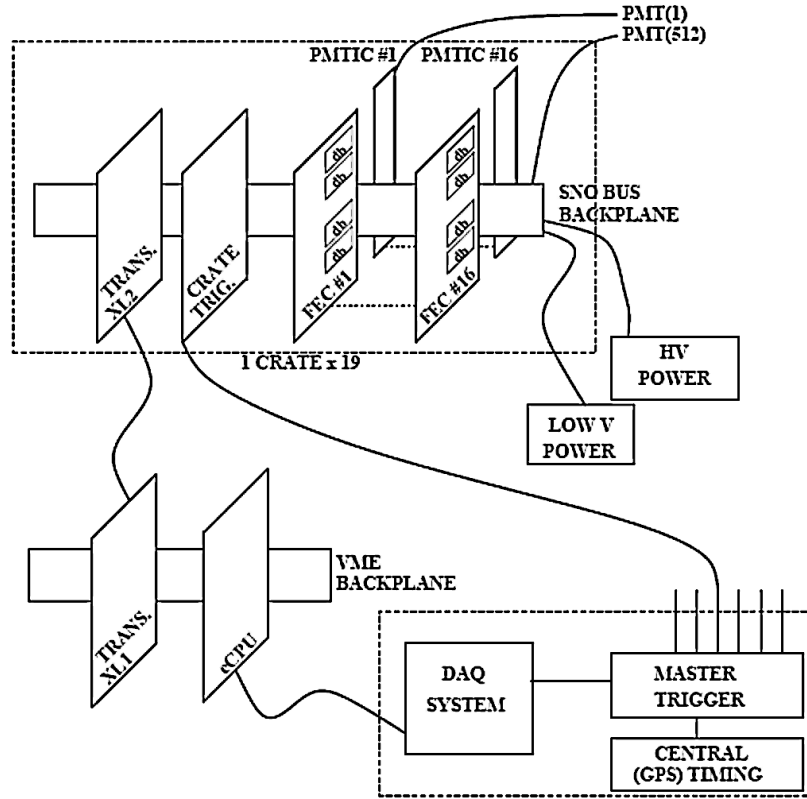 PMT(1)
PMT(512)
PMTIC #1
PMTIC #16
db
db
db
db
db
db
db
db
SNO BUS
BACKPLANE
TRANS.
XL2
CRATE
TRIG.
FEC #1
FEC #16
1 CRATE x 19
HV
POWER
LOW V
POWER
VME
BACKPLANE
TRANS.
XL1
eCPU
DAQ
SYSTEM
MASTER
TRIGGER
CENTRAL
(GPS) TIMING